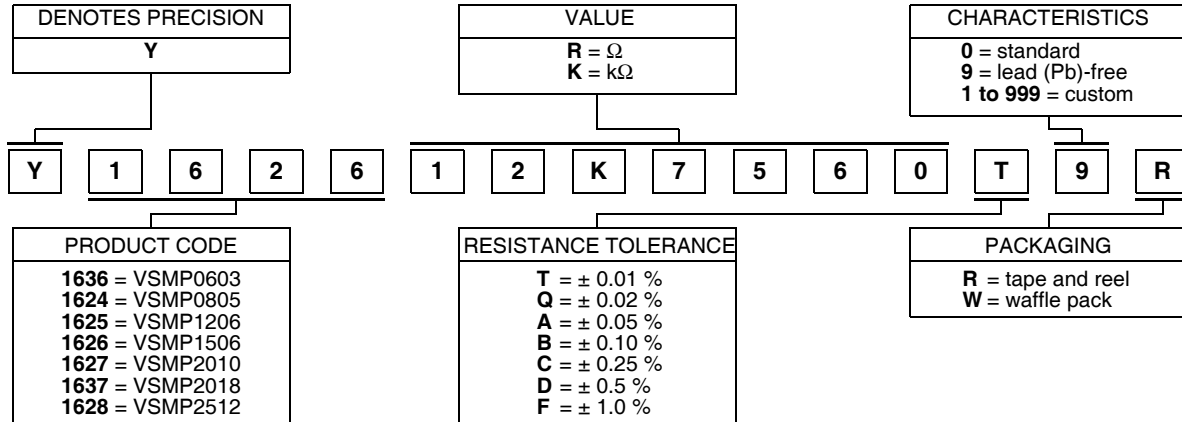 DENOTES PRECISION
Y
VALUE
R = Ω
K = kΩ
CHARACTERISTICS
0 = standard
9 = lead (Pb)-free
1 to 999 = custom
Y 1 6 2 6 1 2 K 7 5 6 0 T 9 R
PRODUCT CODE
1636 = VSMP0603
1624 = VSMP0805
1625 = VSMP1206
1626 = VSMP1506
1627 = VSMP2010
1637 = VSMP2018
1628 = VSMP2512
RESISTANCE TOLERANCE
T = ± 0.01 %
Q = ± 0.02 %
A = ± 0.05 %
B = ± 0.10 %
C = ± 0.25 %
D = ± 0.5 %
F = ± 1.0 %
PACKAGING
R = tape and reel
W = waffle pack